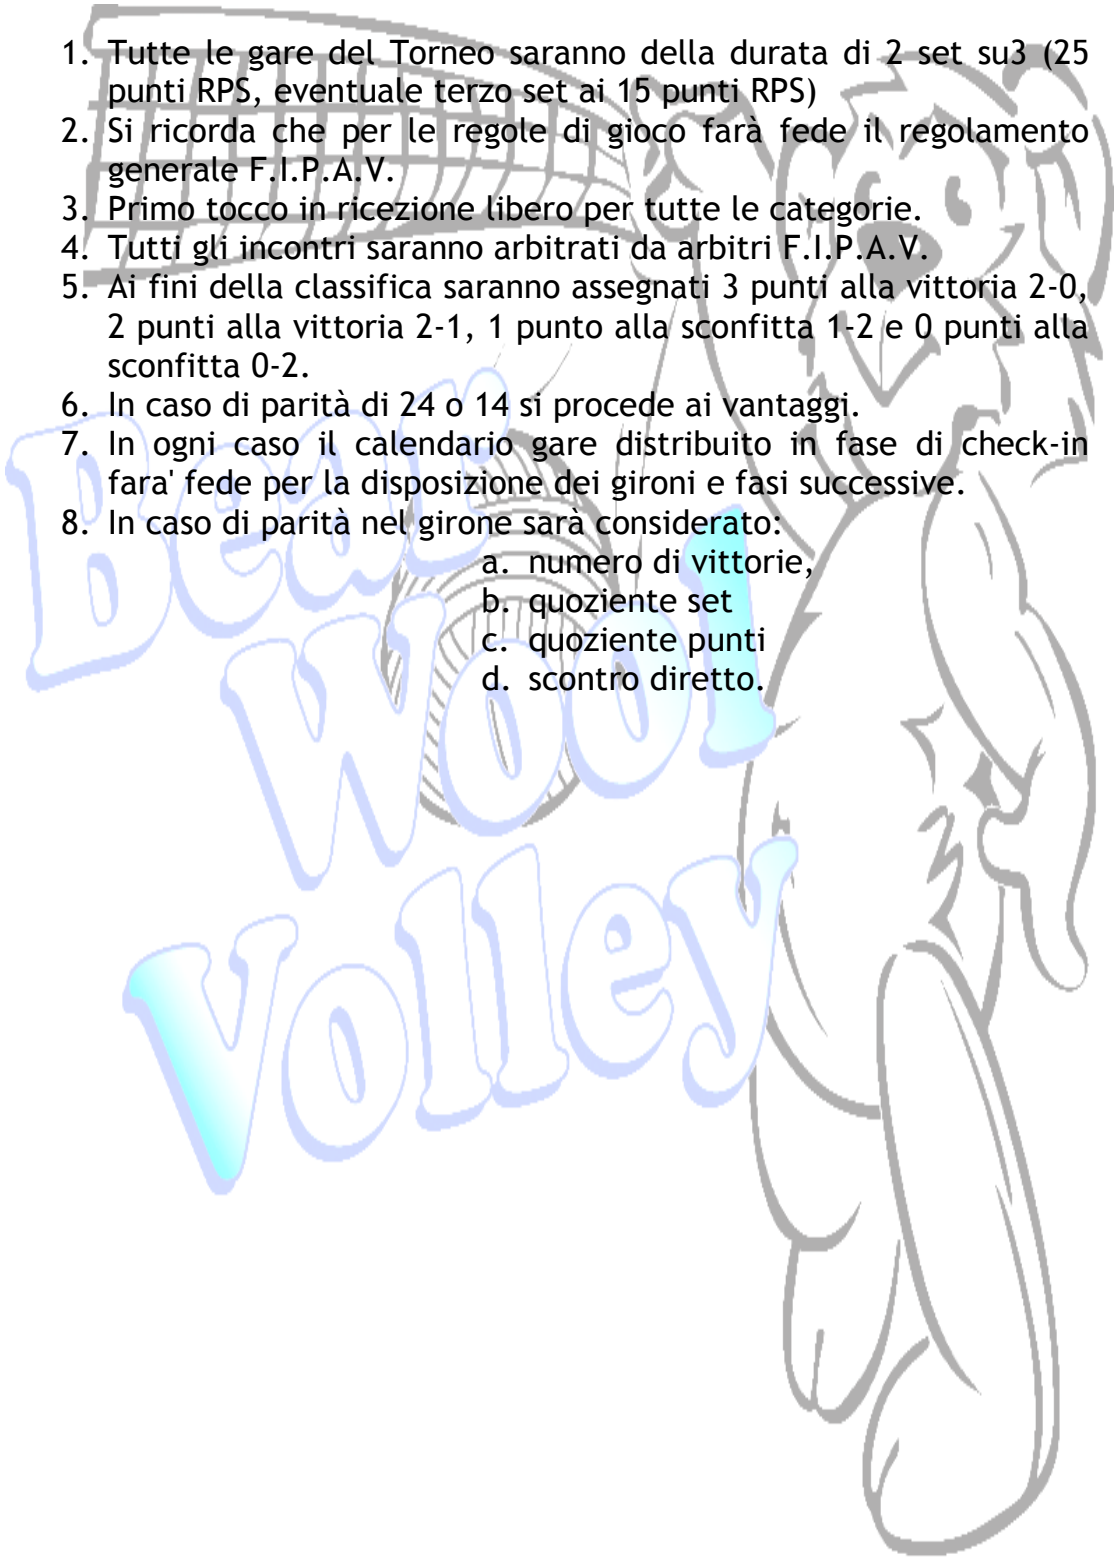 1. Tutte le gare del Torneo saranno della durata di 2 set su3 (25
punti RPS, eventuale terzo set ai 15 punti RPS)
2. Si ricorda che per le regole di gioco farà fede il regolamento
generale F.I.P.A.V.
3. Primo tocco in ricezione libero per tutte le categorie.
4. Tutti gli incontri saranno arbitrati da arbitri F.I.P.A.V.
5. Ai fini della classifica saranno assegnati 3 punti alla vittoria 2-0,
2 punti alla vittoria 2-1, 1 punto alla sconfitta 1-2 e 0 punti alla
sconfitta 0-2.
6. In caso di parità di 24 o 14 si procede ai vantaggi.
7. In ogni caso il calendario gare distribuito in fase di check-in
fara' fede per la disposizione dei gironi e fasi successive.
8. In caso di parità nel girone sarà considerato:
a. numero di vittorie,
b. quoziente set
c. quoziente punti
d. scontro diretto.
Bear
Wool
Volley